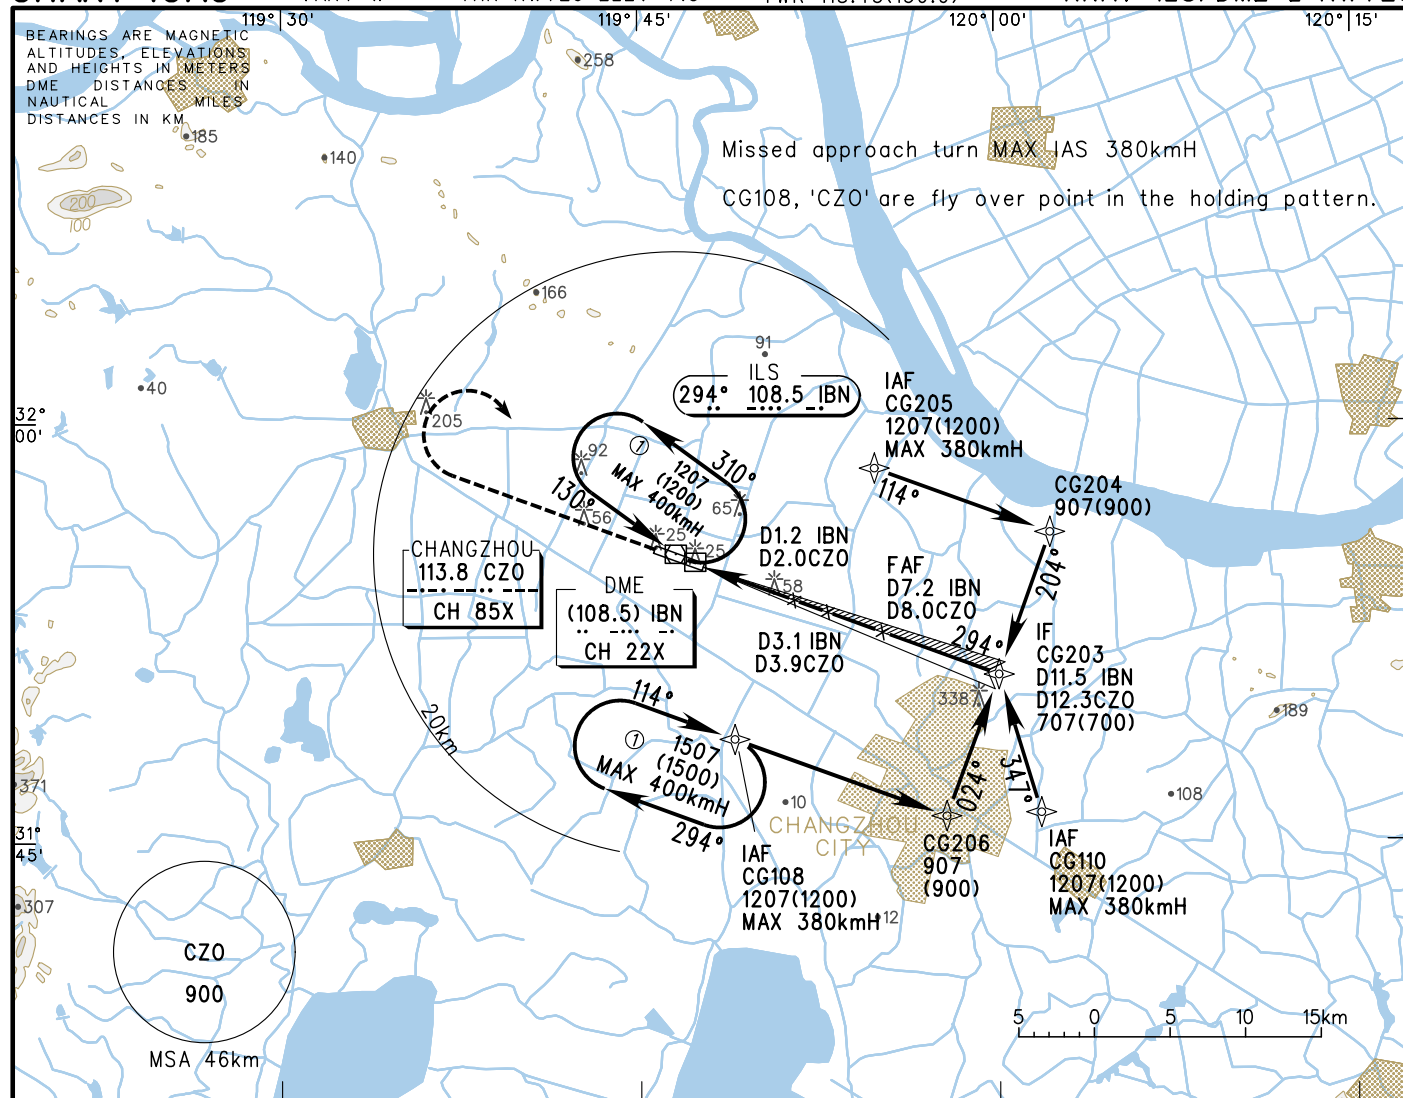 119°30'
119°45'
120°00'
120°15'
BEARINGS ARE MAGNETIC
ALTITUDES, ELEVATIONS
AND HEIGHTS IN METERS
DME DISTANCES IN
NAUTICAL MILES
DISTANCES IN KM
258
185
140
200
100
Missed approach turn MAX IAS 380kmH
CG108, 'CZO' are fly over point in the holding pattern.
166
91
40
ILS
294° 108.5 IBN
IAF
CG205
1207(1200)
MAX 380kmH
32°
00'
205
92
1
1207
(1200)
MAX 400kmH
310°
130°
65
56
25
25
114°
CG204
907(900)
204°
CHANGZHOU
113.8 CZO
CH 85X
DME
(108.5) IBN
CH 22X
D1.2 IBN
D2.0CZO
58
FAF
D7.2 IBN
D8.0CZO
294°
D3.1 IBN
D3.9CZO
IF
CG203
D11.5 IBN
D12.3CZO
707(700)
338
189
20km
114°
1
1507
(1500)
MAX 400kmH
294°
024°
347°
371
10
108
CHANGZHOU
CITY
31°
45'
IAF
CG108
1207(1200)
MAX 380kmH
12
CG206
907
(900)
IAF
CG110
1207(1200)
MAX 380kmH
307
CZO
900
MSA 46km
5 0 5 10 15km